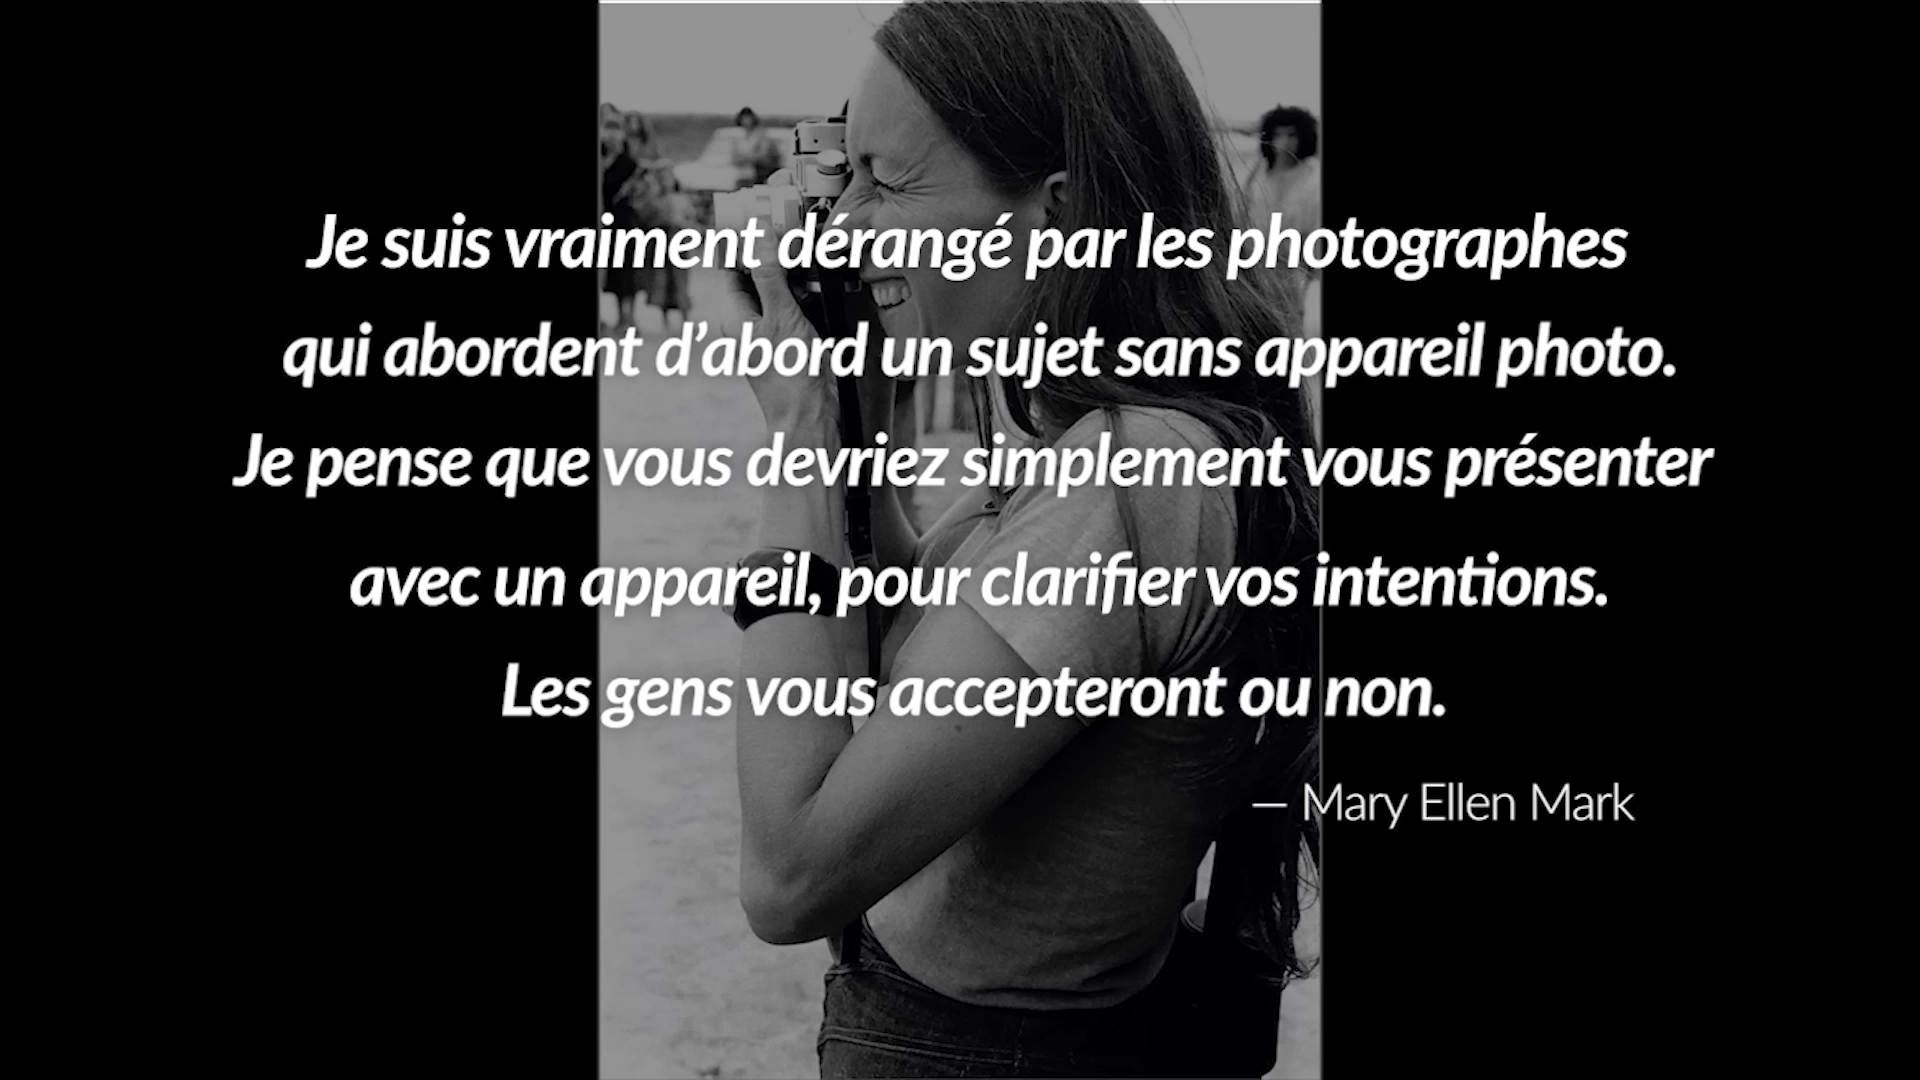 Je suis vraiment dérangé par les photographes
qui abordent d’abord un sujet sans appareil photo.
Je pense que vous devriez simplement vous présenter
avec un appareil, pour clarifier vos intentions.
Les gens vous accepteront ou non.
— Mary Ellen Mark